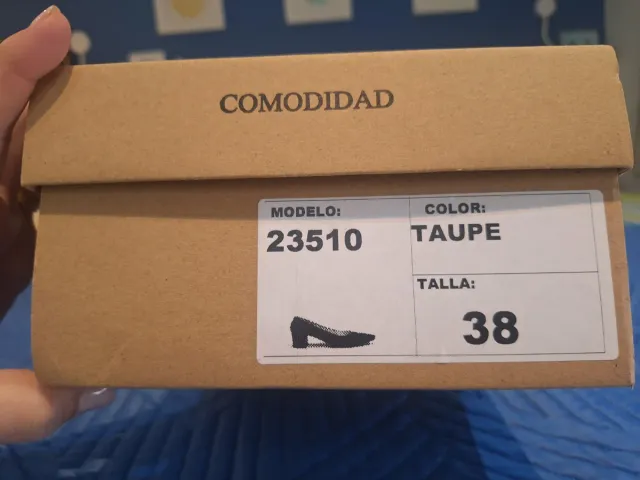 COMODIDAD
MODELO:
23510
COLOR:
TAUPE
TALLA:
38